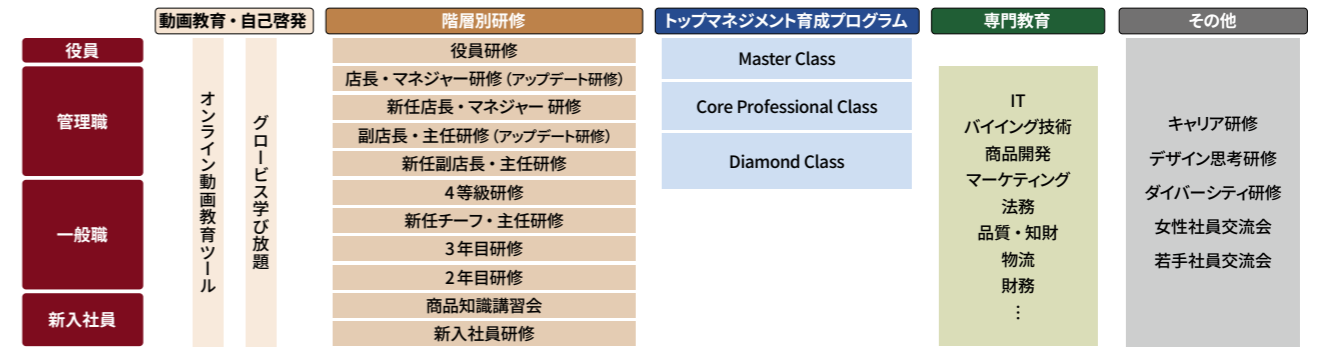 動画教育・自己啓発
階層別研修
トップマネジメント育成プログラム
専門教育
その他
役員
管理職
一般職
新入社員
オンライン動画教育ツール
グロービス学び放題
役員研修
店長・マネジャー研修（アップデート研修）
新任店長・マネジャー 研修
副店長・主任研修（アップデート研修）
新任副店長・主任研修
4等級研修
新任チーフ・主任研修
3年目研修
2年目研修
商品知識講習会
新入社員研修
Master Class
Core Professional Class
Diamond Class
IT
バイイング技術
商品開発
マーケティング
法務
品質・知財
物流
財務
⋮
キャリア研修
デザイン思考研修
ダイバーシティ研修
女性社員交流会
若手社員交流会